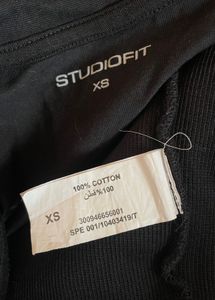 STUDIOFIT
XS
100% COTTON
100% قطن
XS
300946656001
SPE 001/10403419/T